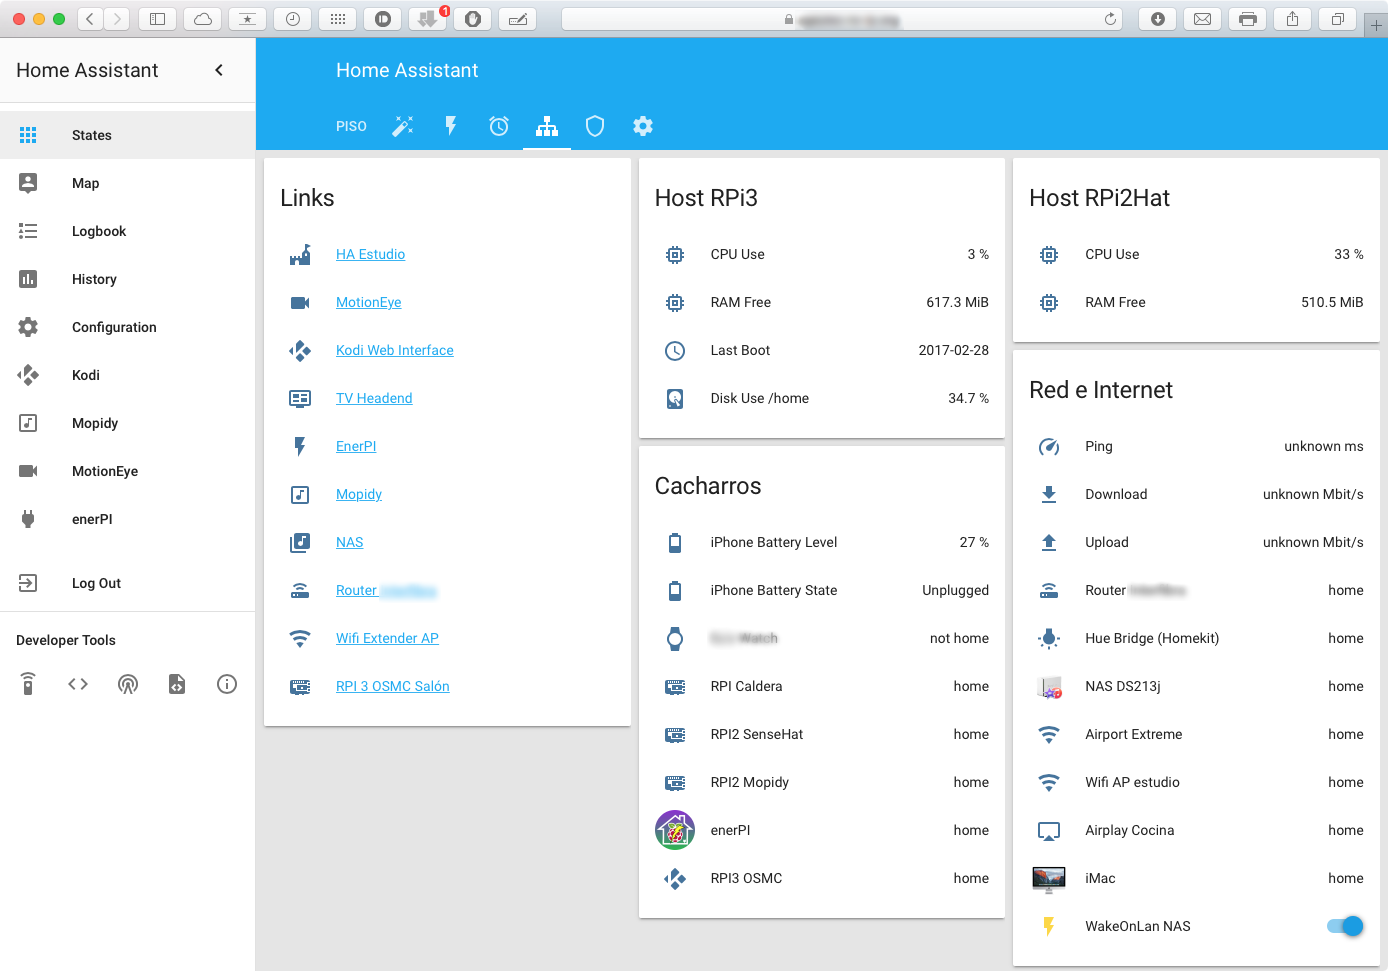 1
Home Assistant
Home Assistant
PISO
States
Map
Logbook
History
Configuration
Kodi
Mopidy
MotionEye
enerPI
Log Out
Developer Tools
Links
HA Estudio
MotionEye
Kodi Web Interface
TV Headend
EnerPI
Mopidy
NAS
Router
Wifi Extender AP
RPI 3 OSMC Salón
Host RPi3
CPU Use 3 %
RAM Free 617.3 MiB
Last Boot 2017-02-28
Disk Use /home 34.7 %
Cacharros
iPhone Battery Level 27 %
iPhone Battery State Unplugged
Watch not home
RPI Caldera home
RPI2 SenseHat home
RPI2 Mopidy home
enerPI home
RPI3 OSMC home
Host RPi2Hat
CPU Use 33 %
RAM Free 510.5 MiB
Red e Internet
Ping unknown ms
Download unknown Mbit/s
Upload unknown Mbit/s
Router home
Hue Bridge (Homekit) home
NAS DS213j home
Airport Extreme home
Wifi AP estudio home
Airplay Cocina home
iMac home
WakeOnLan NAS